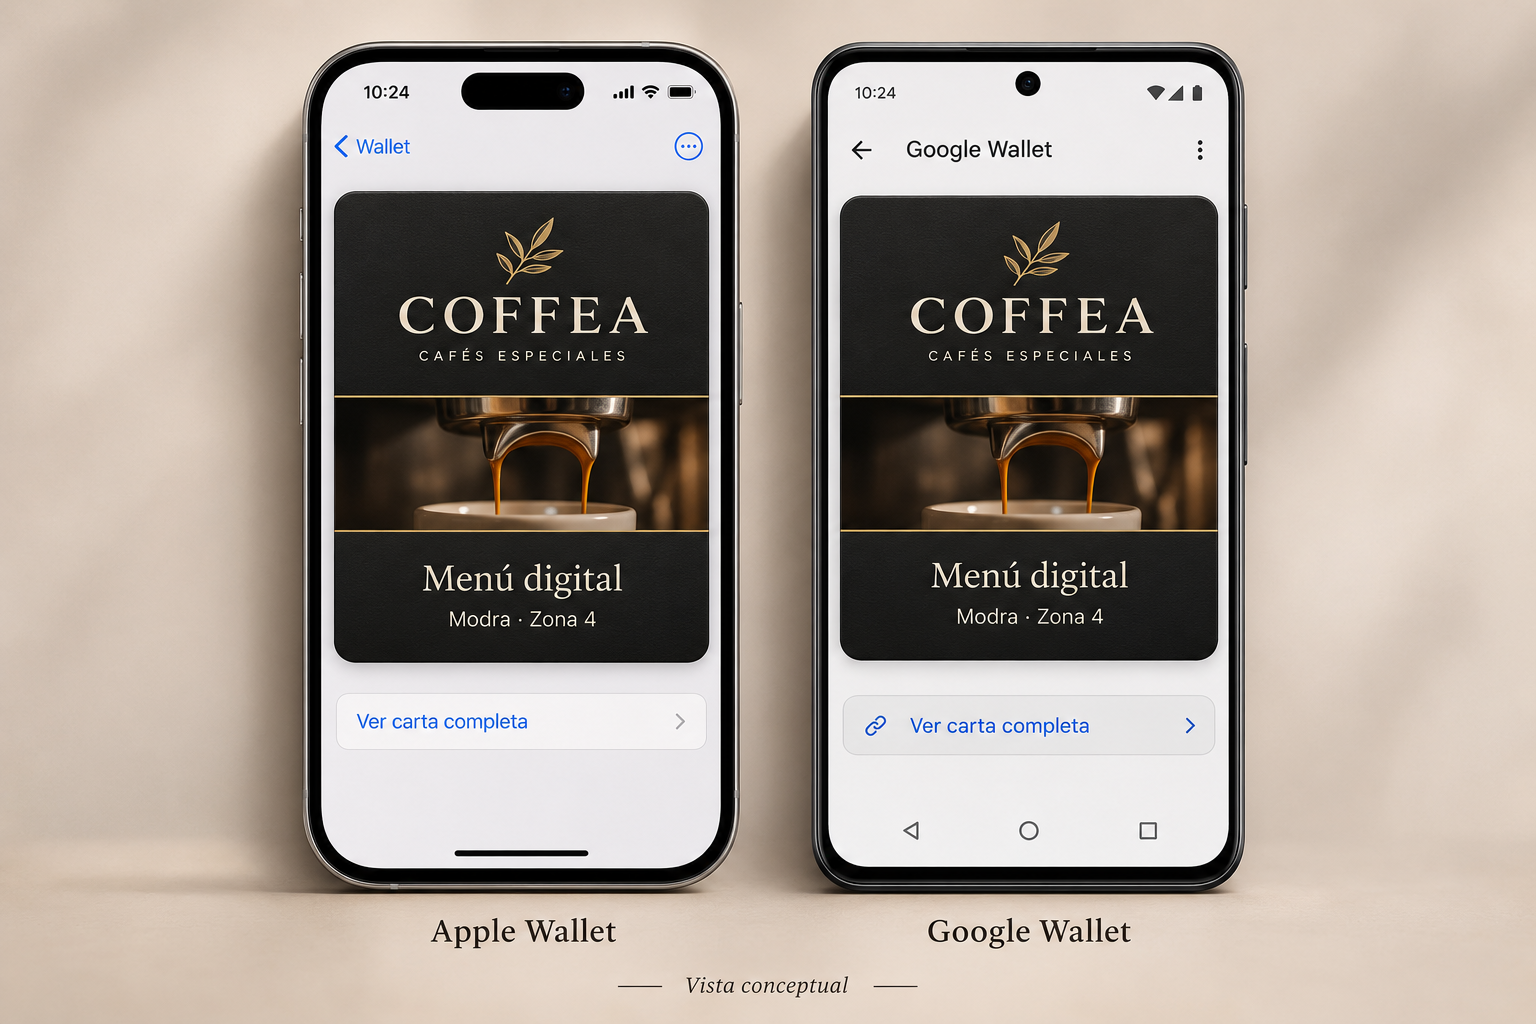 10:24
Wallet
COFFEA
CAFÉS ESPECIALES
Menú digital
Modra · Zona 4
Ver carta completa
Apple Wallet
10:24
Google Wallet
COFFEA
CAFÉS ESPECIALES
Menú digital
Modra · Zona 4
Ver carta completa
Google Wallet
Vista conceptual